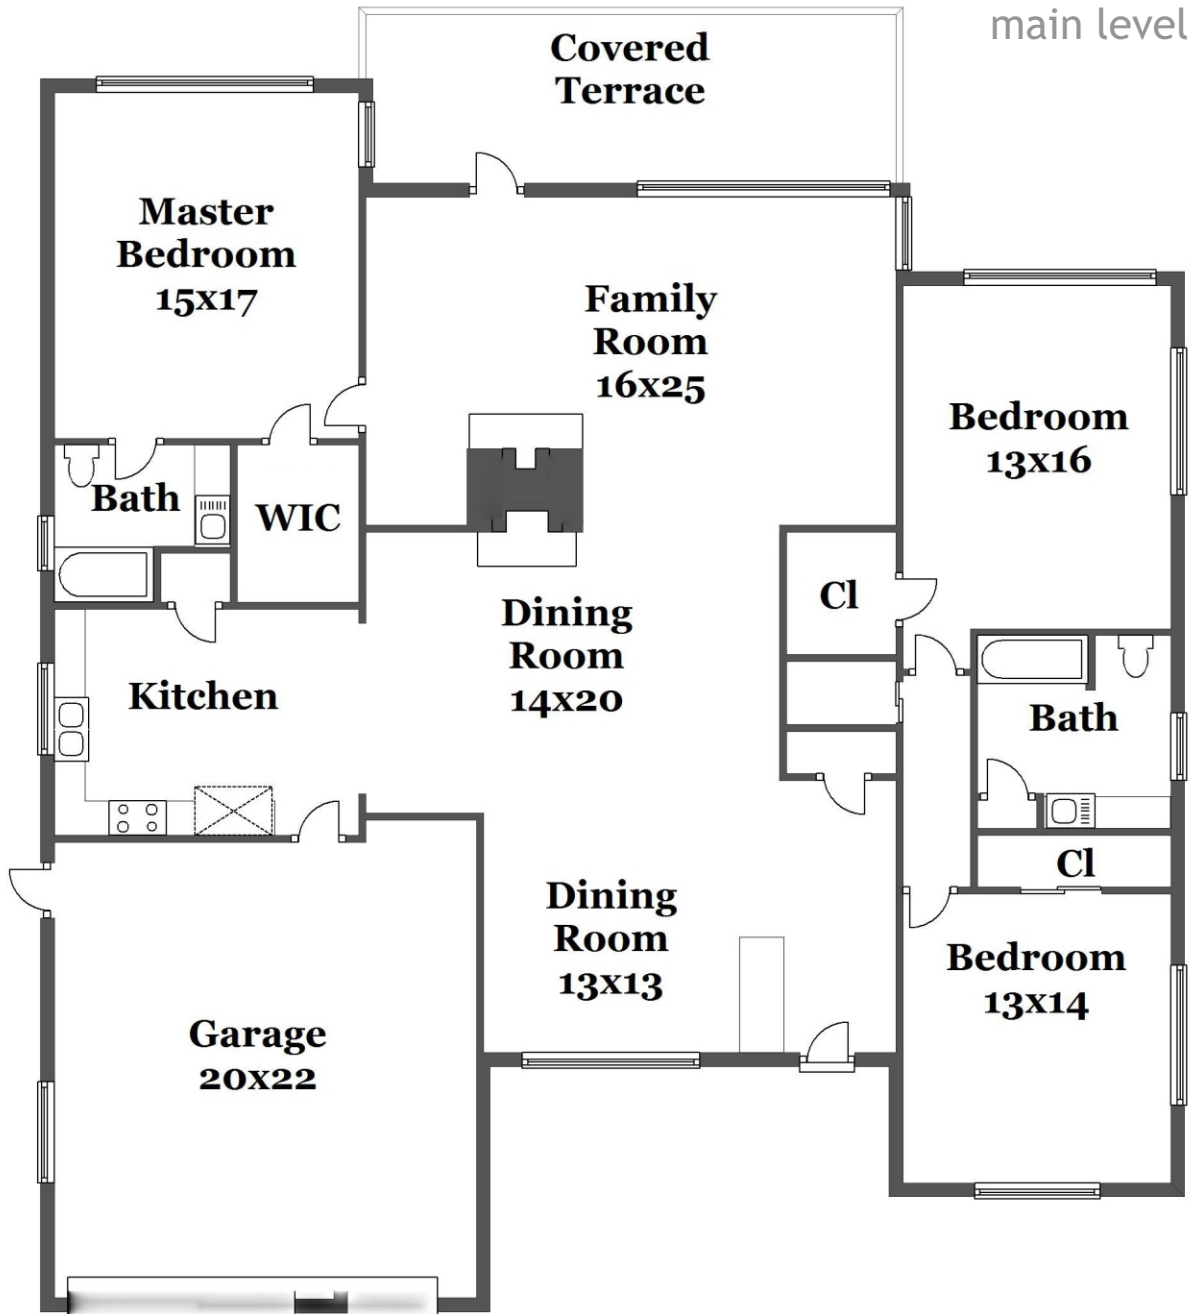 main level
Covered
Terrace
Master
Bedroom
15x17
Family
Room
16x25
Bedroom
13x16
Bath
WIC
Cl
Dining
Room
14x20
Kitchen
Bath
Cl
Dining
Room
13x13
Bedroom
13x14
Garage
20x22